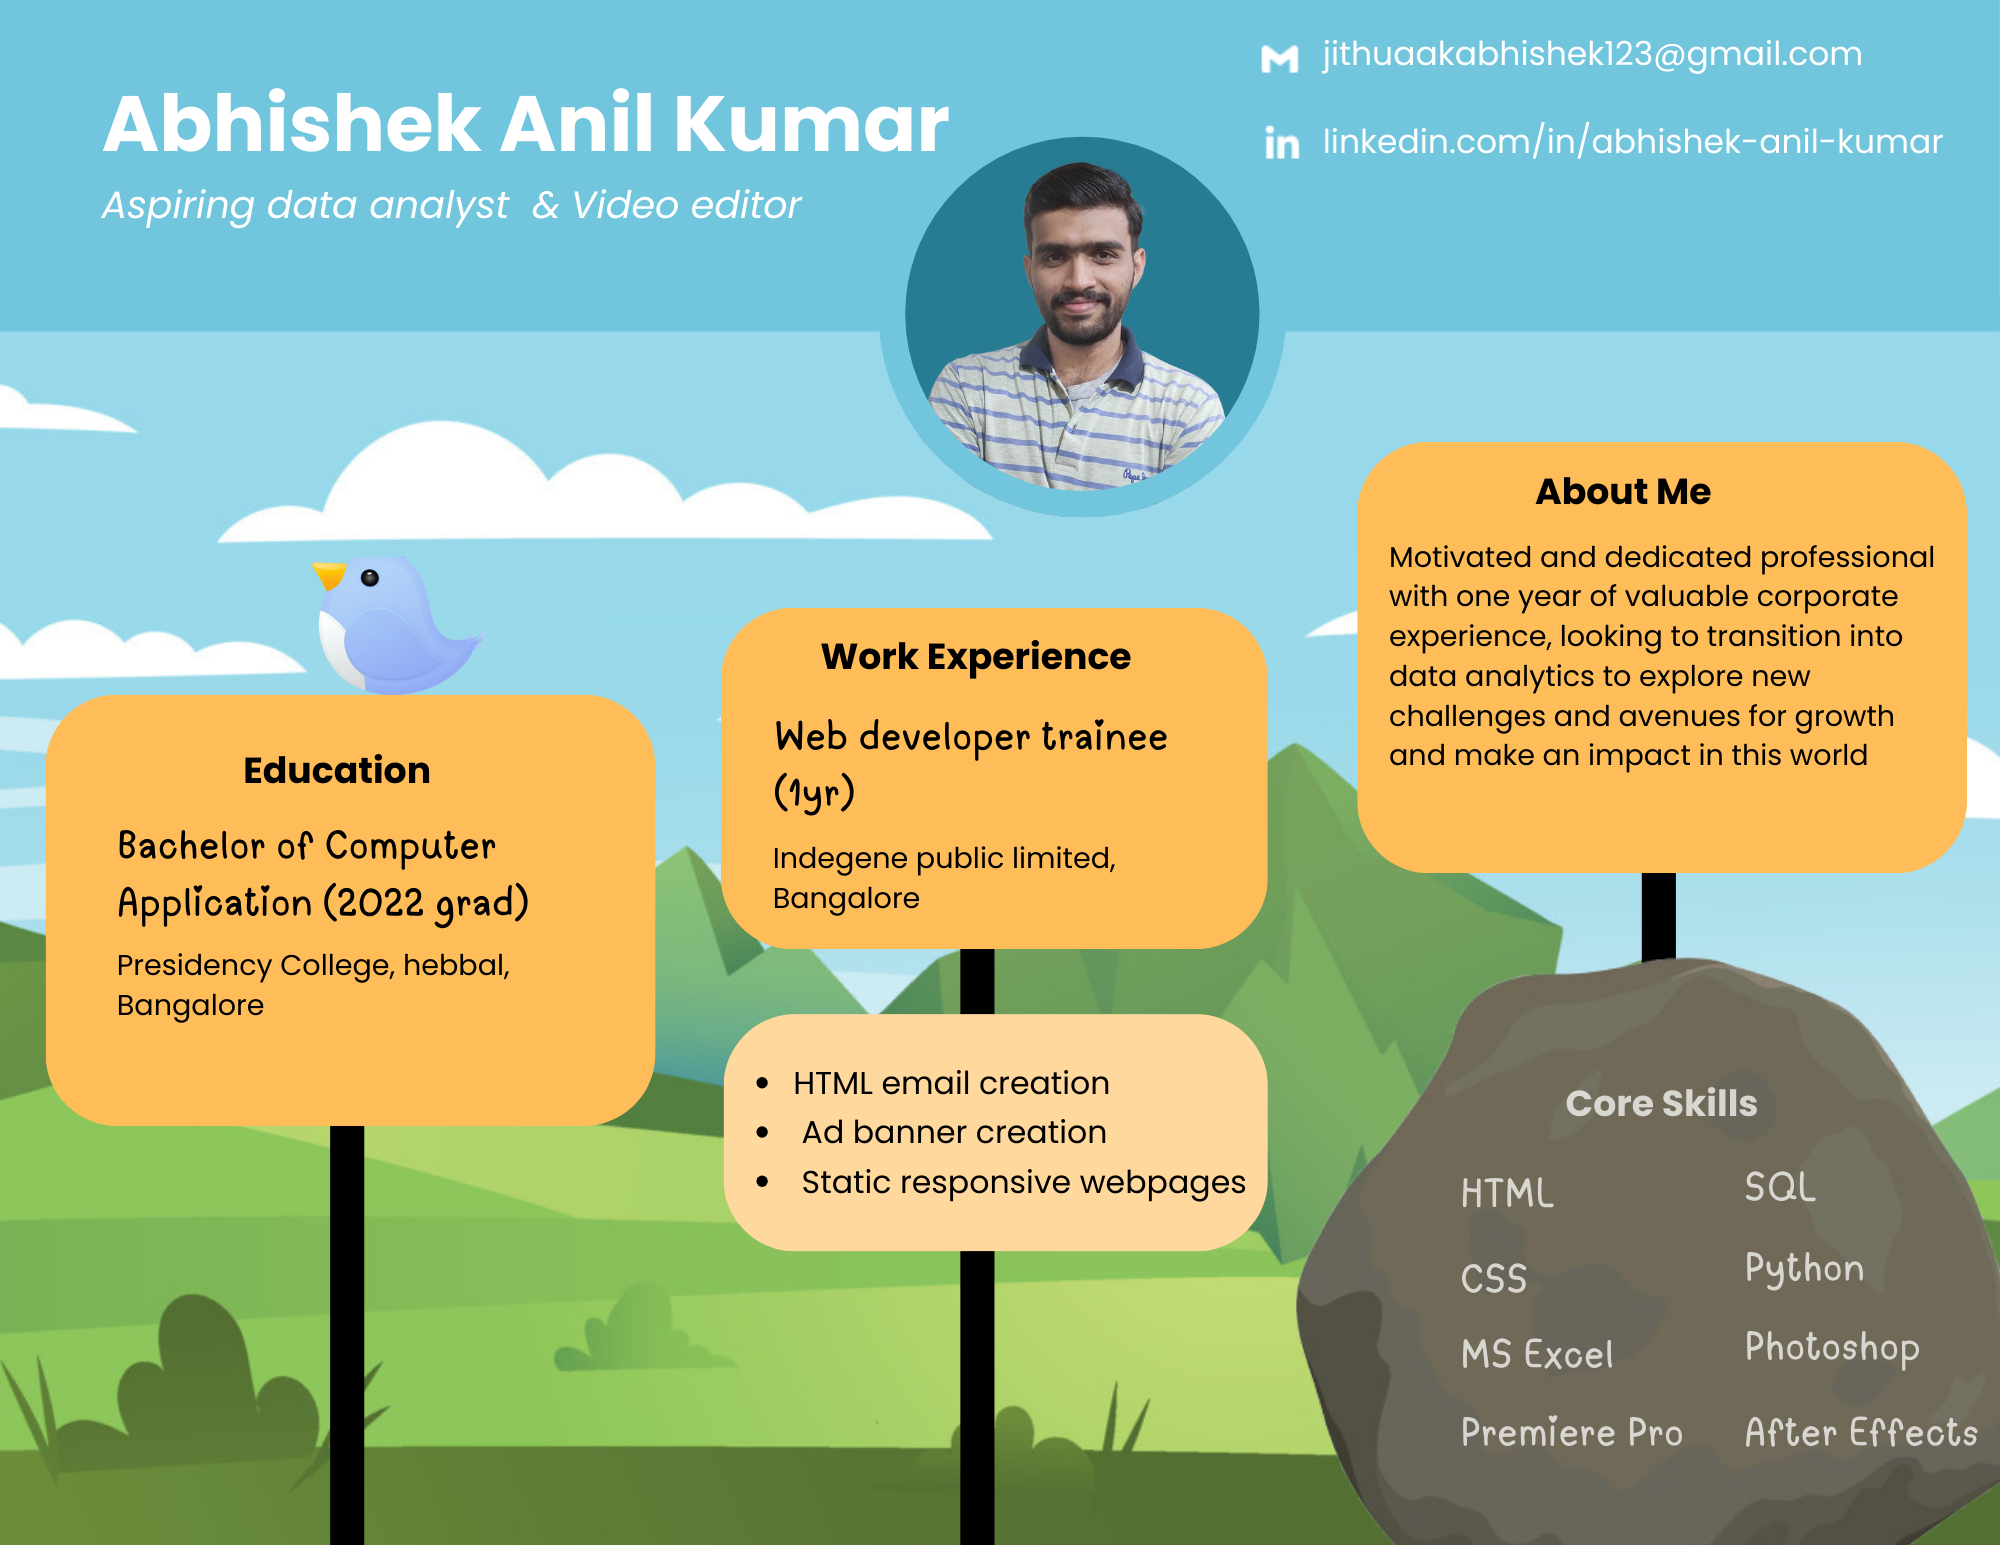 Abhishek Anil Kumar
Aspiring data analyst & Video editor
jithuaakabhishek123@gmail.com
in linkedin.com/in/abhishek-anil-kumar
About Me
Motivated and dedicated professional
with one year of valuable corporate
experience, looking to transition into
data analytics to explore new
challenges and avenues for growth
and make an impact in this world
Work Experience
Web developer trainee
(1yr)
Indegene public limited,
Bangalore
• HTML email creation
• Ad banner creation
• Static responsive webpages
Education
Bachelor of Computer
Application (2022 grad)
Presidency College, hebbal,
Bangalore
Core Skills
HTML
CSS
MS Excel
Premiere Pro
SQL
Python
Photoshop
After Effects